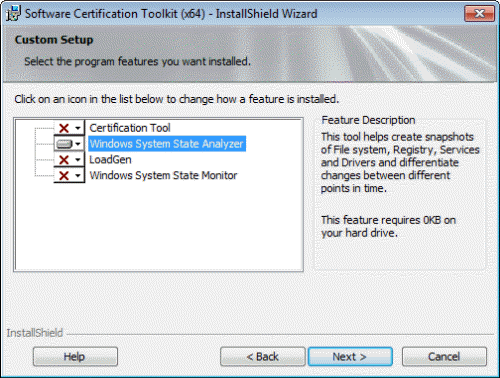 Software Certification Toolkit (x64) - InstallShield Wizard
Custom Setup
Select the program features you want installed.
Click on an icon in the list below to change how a feature is installed.
Certification Tool
Windows System State Analyzer
LoadGen
Windows System State Monitor
Feature Description
This tool helps create snapshots
of File system, Registry, Services
and Drivers and differentiate
changes between different
points in time.
This feature requires 0KB on
your hard drive.
InstallShield
Help
< Back
Next >
Cancel